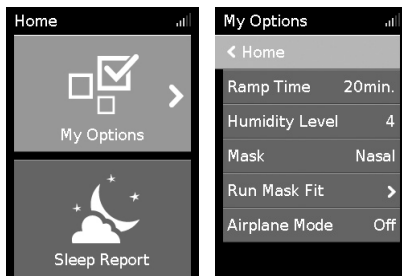 Home
My Options
Sleep Report
My Options
Home
Ramp Time 20min.
Humidity Level 4
Mask Nasal
Run Mask Fit
Airplane Mode Off